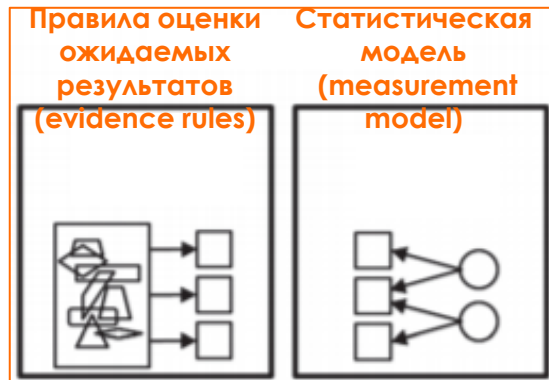 Правила оценки
ожидаемых
результатов
(evidence rules)
Статистическая
модель
(measurement
model)